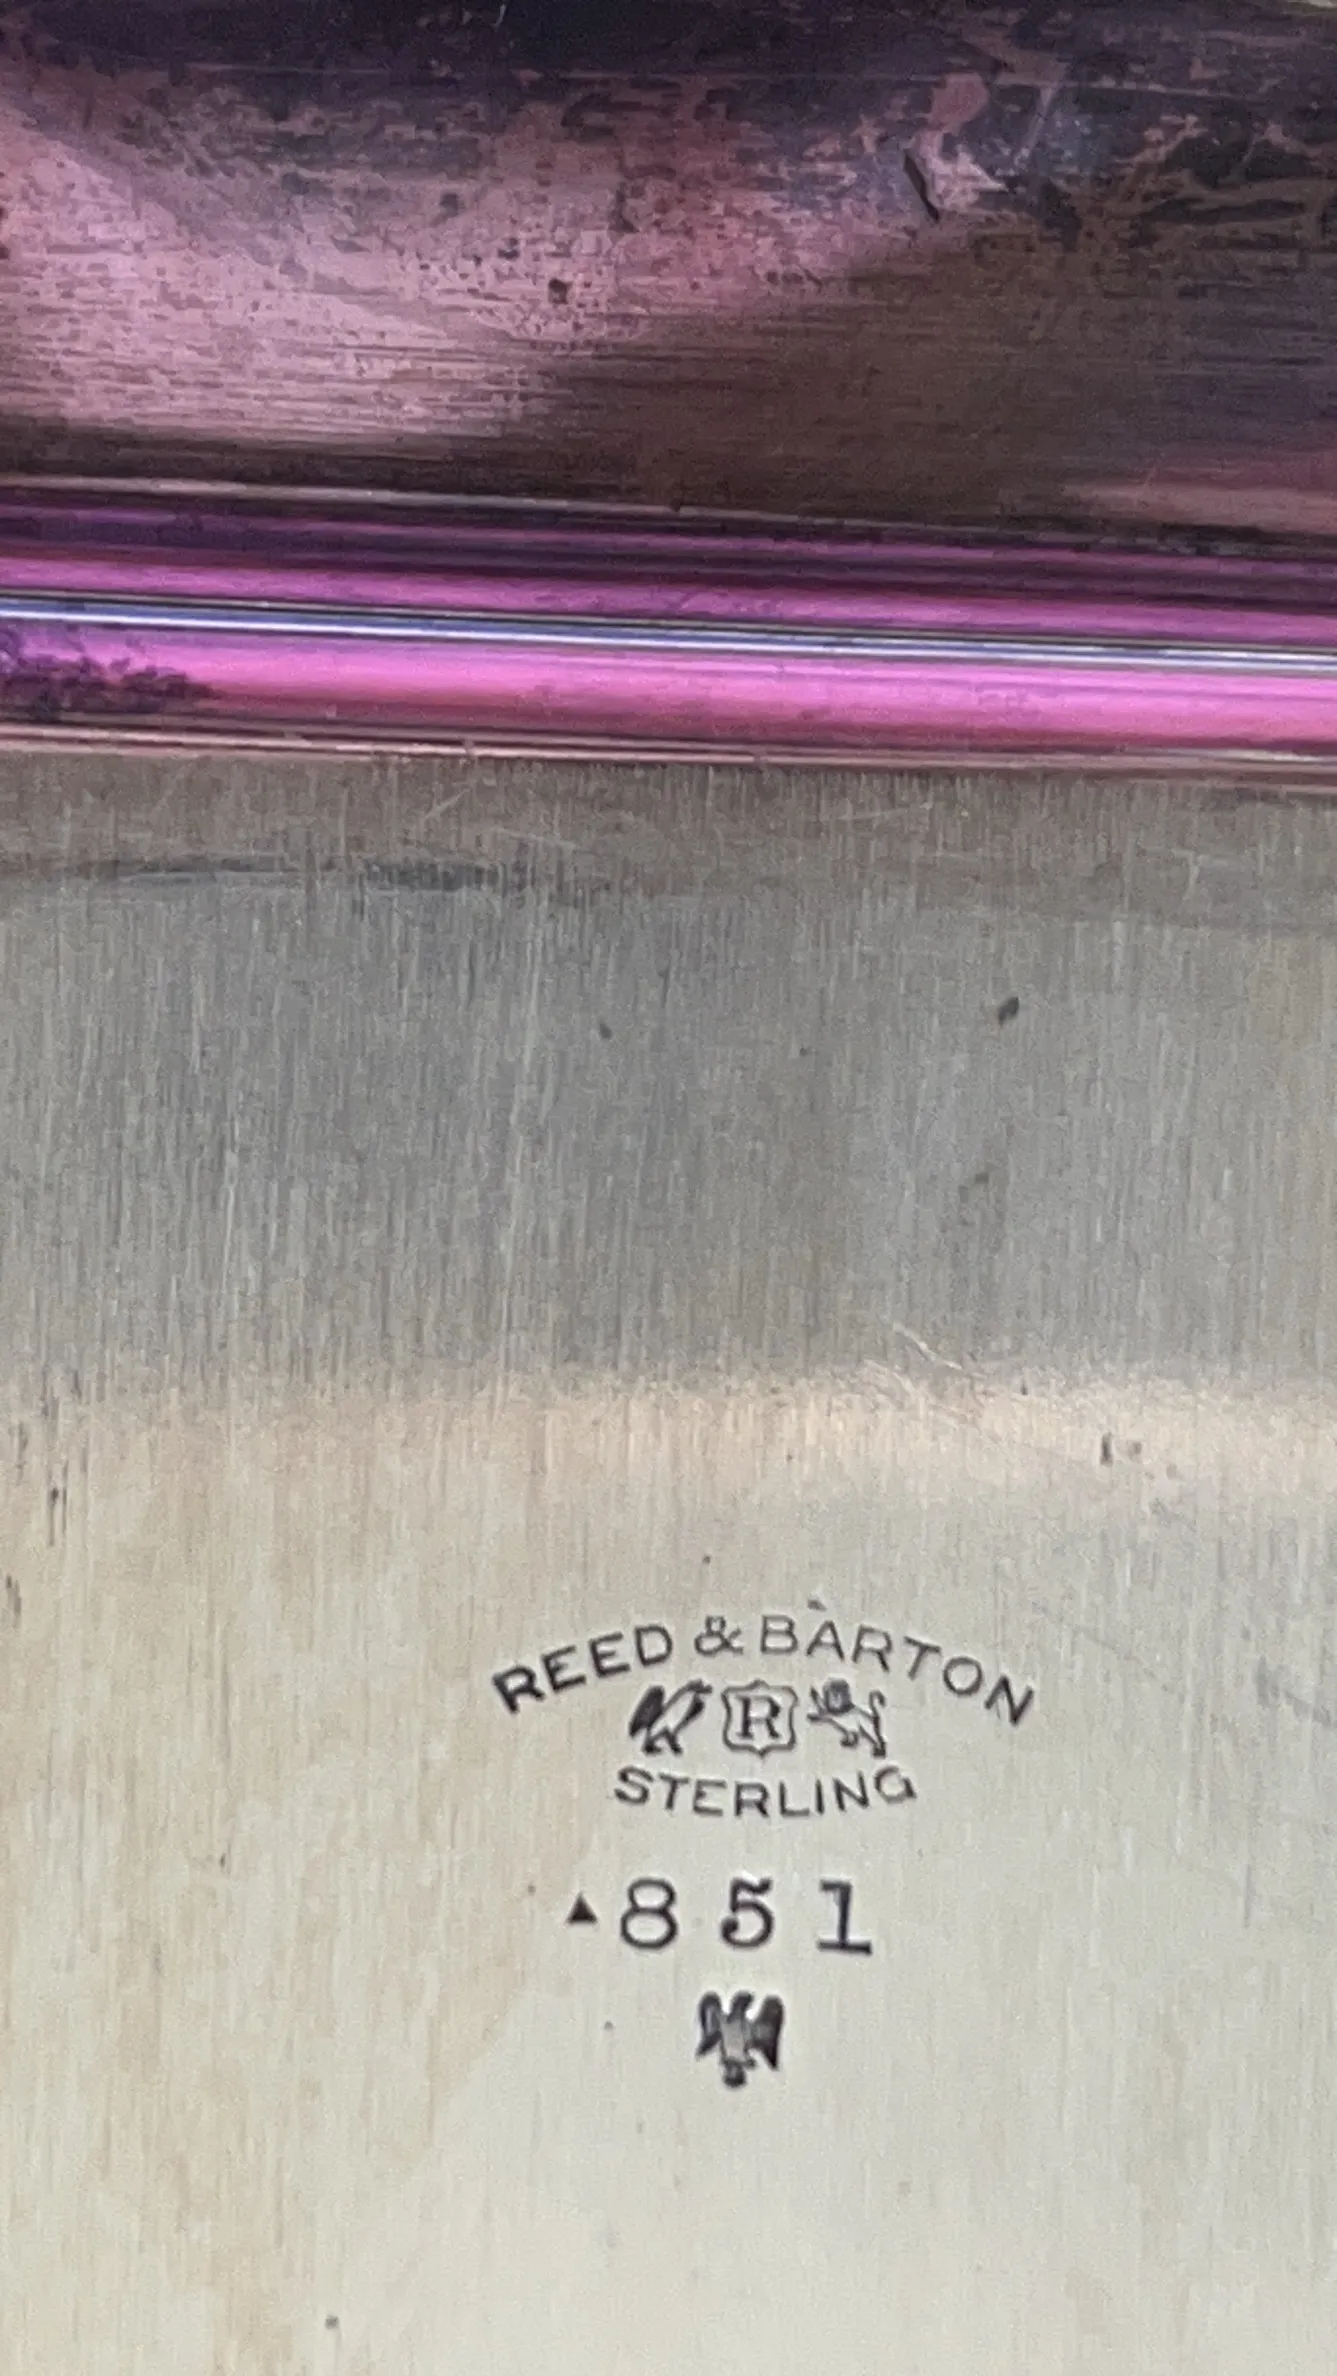 REED & BARTON
R
STERLING
▲851